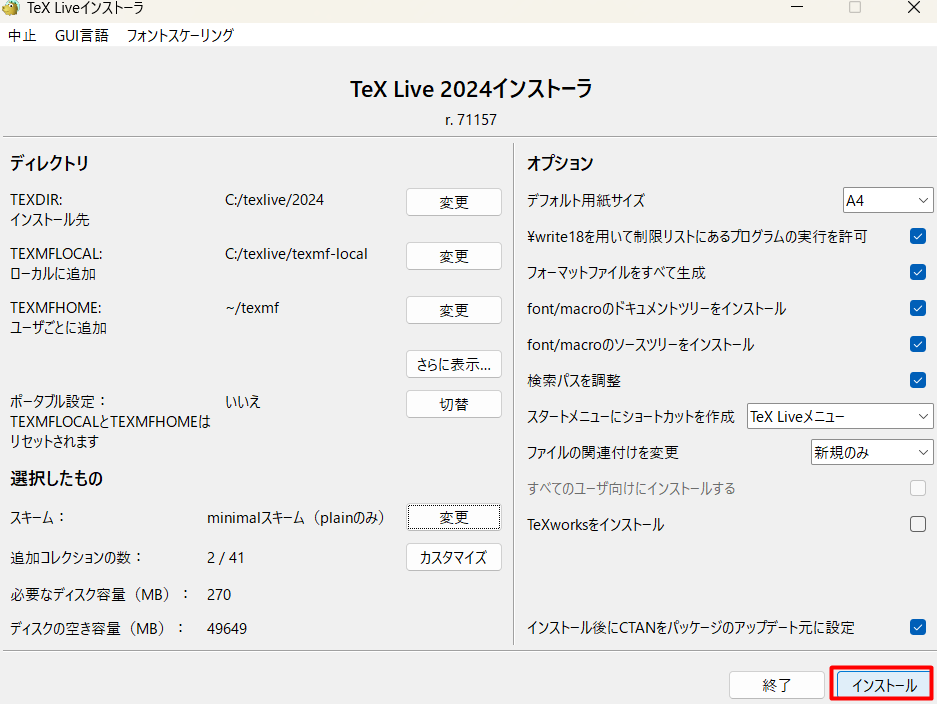 TeX Liveインストーラ
中止 GUI言語 フォントスケーリング
TeX Live 2024インストーラ
r. 71157
ディレクトリ
TEXDIR: C:/texlive/2024 変更
インストール先
TEXMFLOCAL: C:/texlive/texmf-local 変更
ローカルに追加
TEXMFHOME: ~/texmf 変更
ユーザごとに追加
さらに表示...
ポータブル設定： いいえ 切替
TEXMFLOCALとTEXMFHOMEは
リセットされます
選択したもの
スキーム： minimalスキーム（plainのみ） 変更
追加コレクションの数： 2 / 41 カスタマイズ
必要なディスク容量（MB）： 270
ディスクの空き容量（MB）： 49649
オプション
デフォルト用紙サイズ A4
¥write18を用いて制限リストにあるプログラムの実行を許可
フォーマットファイルをすべて生成
font/macroのドキュメントツリーをインストール
font/macroのソースツリーをインストール
検索パスを調整
スタートメニューにショートカットを作成 TeX Liveメニュー
ファイルの関連付けを変更 新規のみ
すべてのユーザ向けにインストールする
TeXworksをインストール
インストール後にCTANをパッケージのアップデート元に設定
終了 インストール